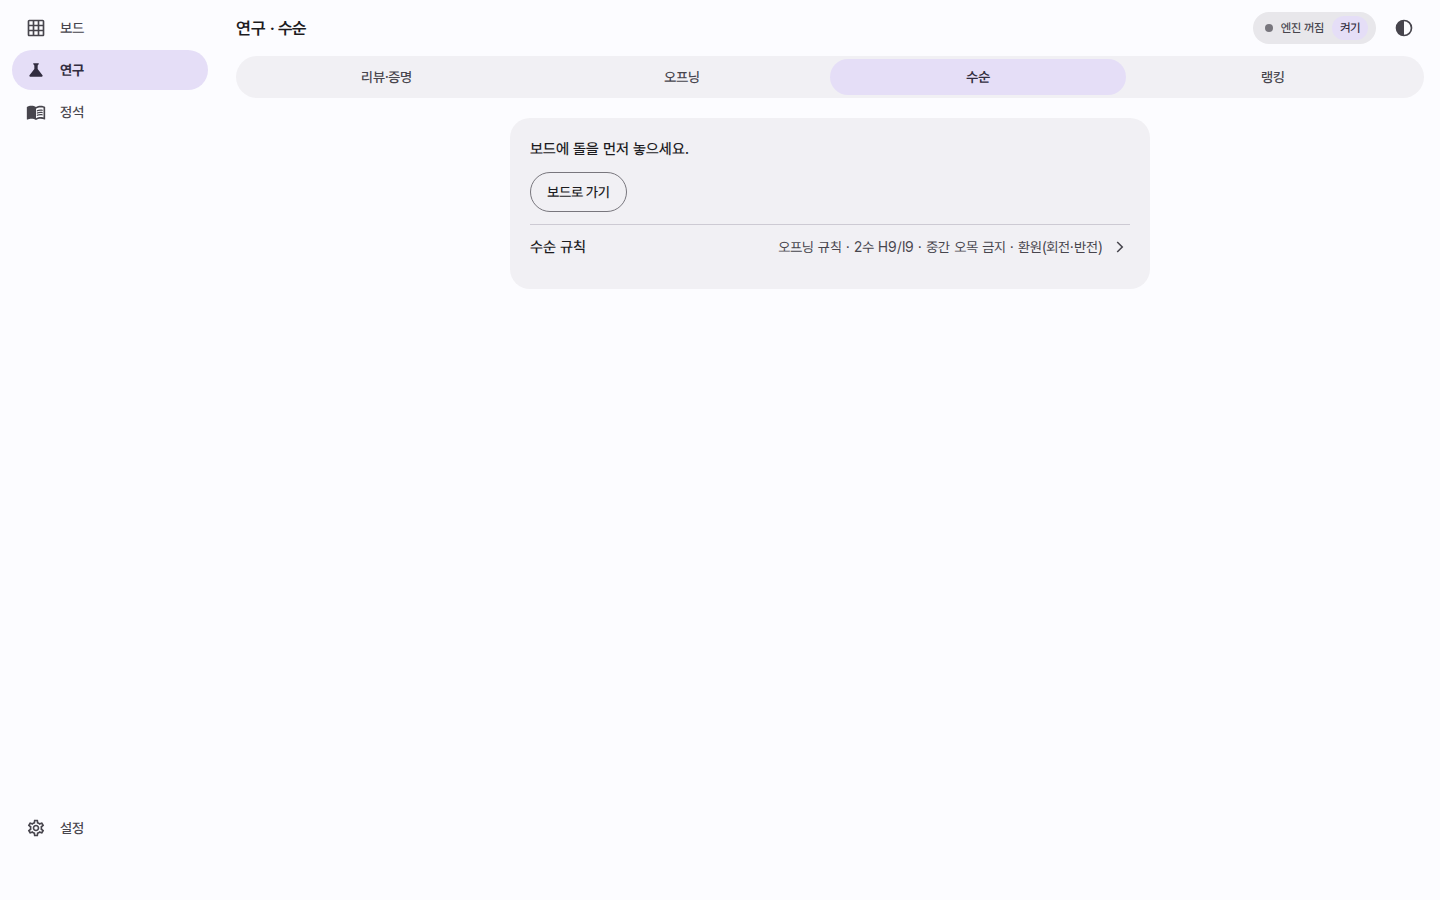 보드
연구
정석
설정
연구 · 수순
엔진 꺼짐 켜기
리뷰·증명 오프닝 수순 랭킹
보드에 돌을 먼저 놓으세요.
보드로 가기
수순 규칙 오프닝 규칙 · 2수 H9/I9 · 중간 오목 금지 · 환원(회전·반전)